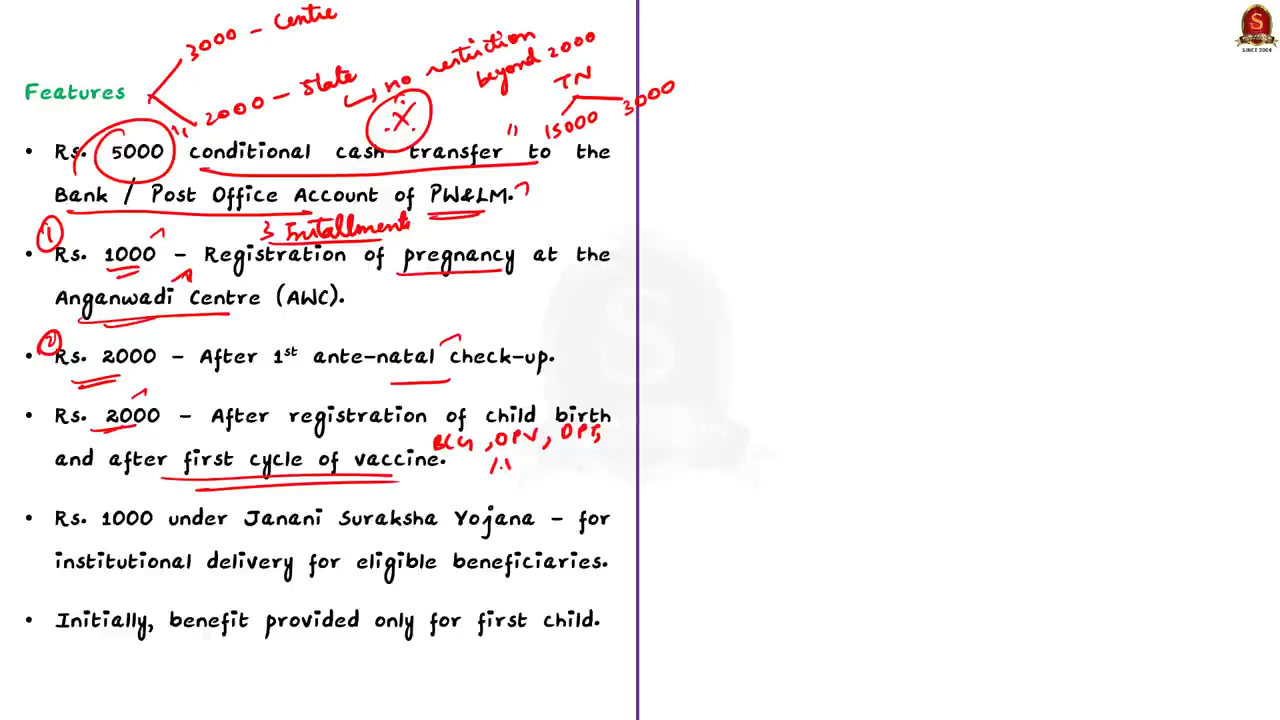 3000 - Centre
2000 - State
no restriction
beyond 2000
TN
15000 3000
Features
• Rs. 5000 conditional cash transfer to the
Bank / Post Office Account of PW&LM.
3 Installments
① Rs. 1000 - Registration of pregnancy at the
Anganwadi Centre (AWC).
• Rs. 2000 - After 1st ante-natal check-up.
• Rs. 2000 - After registration of child birth
BCG, OPV, DPT,
and after first cycle of vaccine.
• Rs. 1000 under Janani Suraksha Yojana - for
institutional delivery for eligible beneficiaries.
• Initially, benefit provided only for first child.
S
SINCE 2004